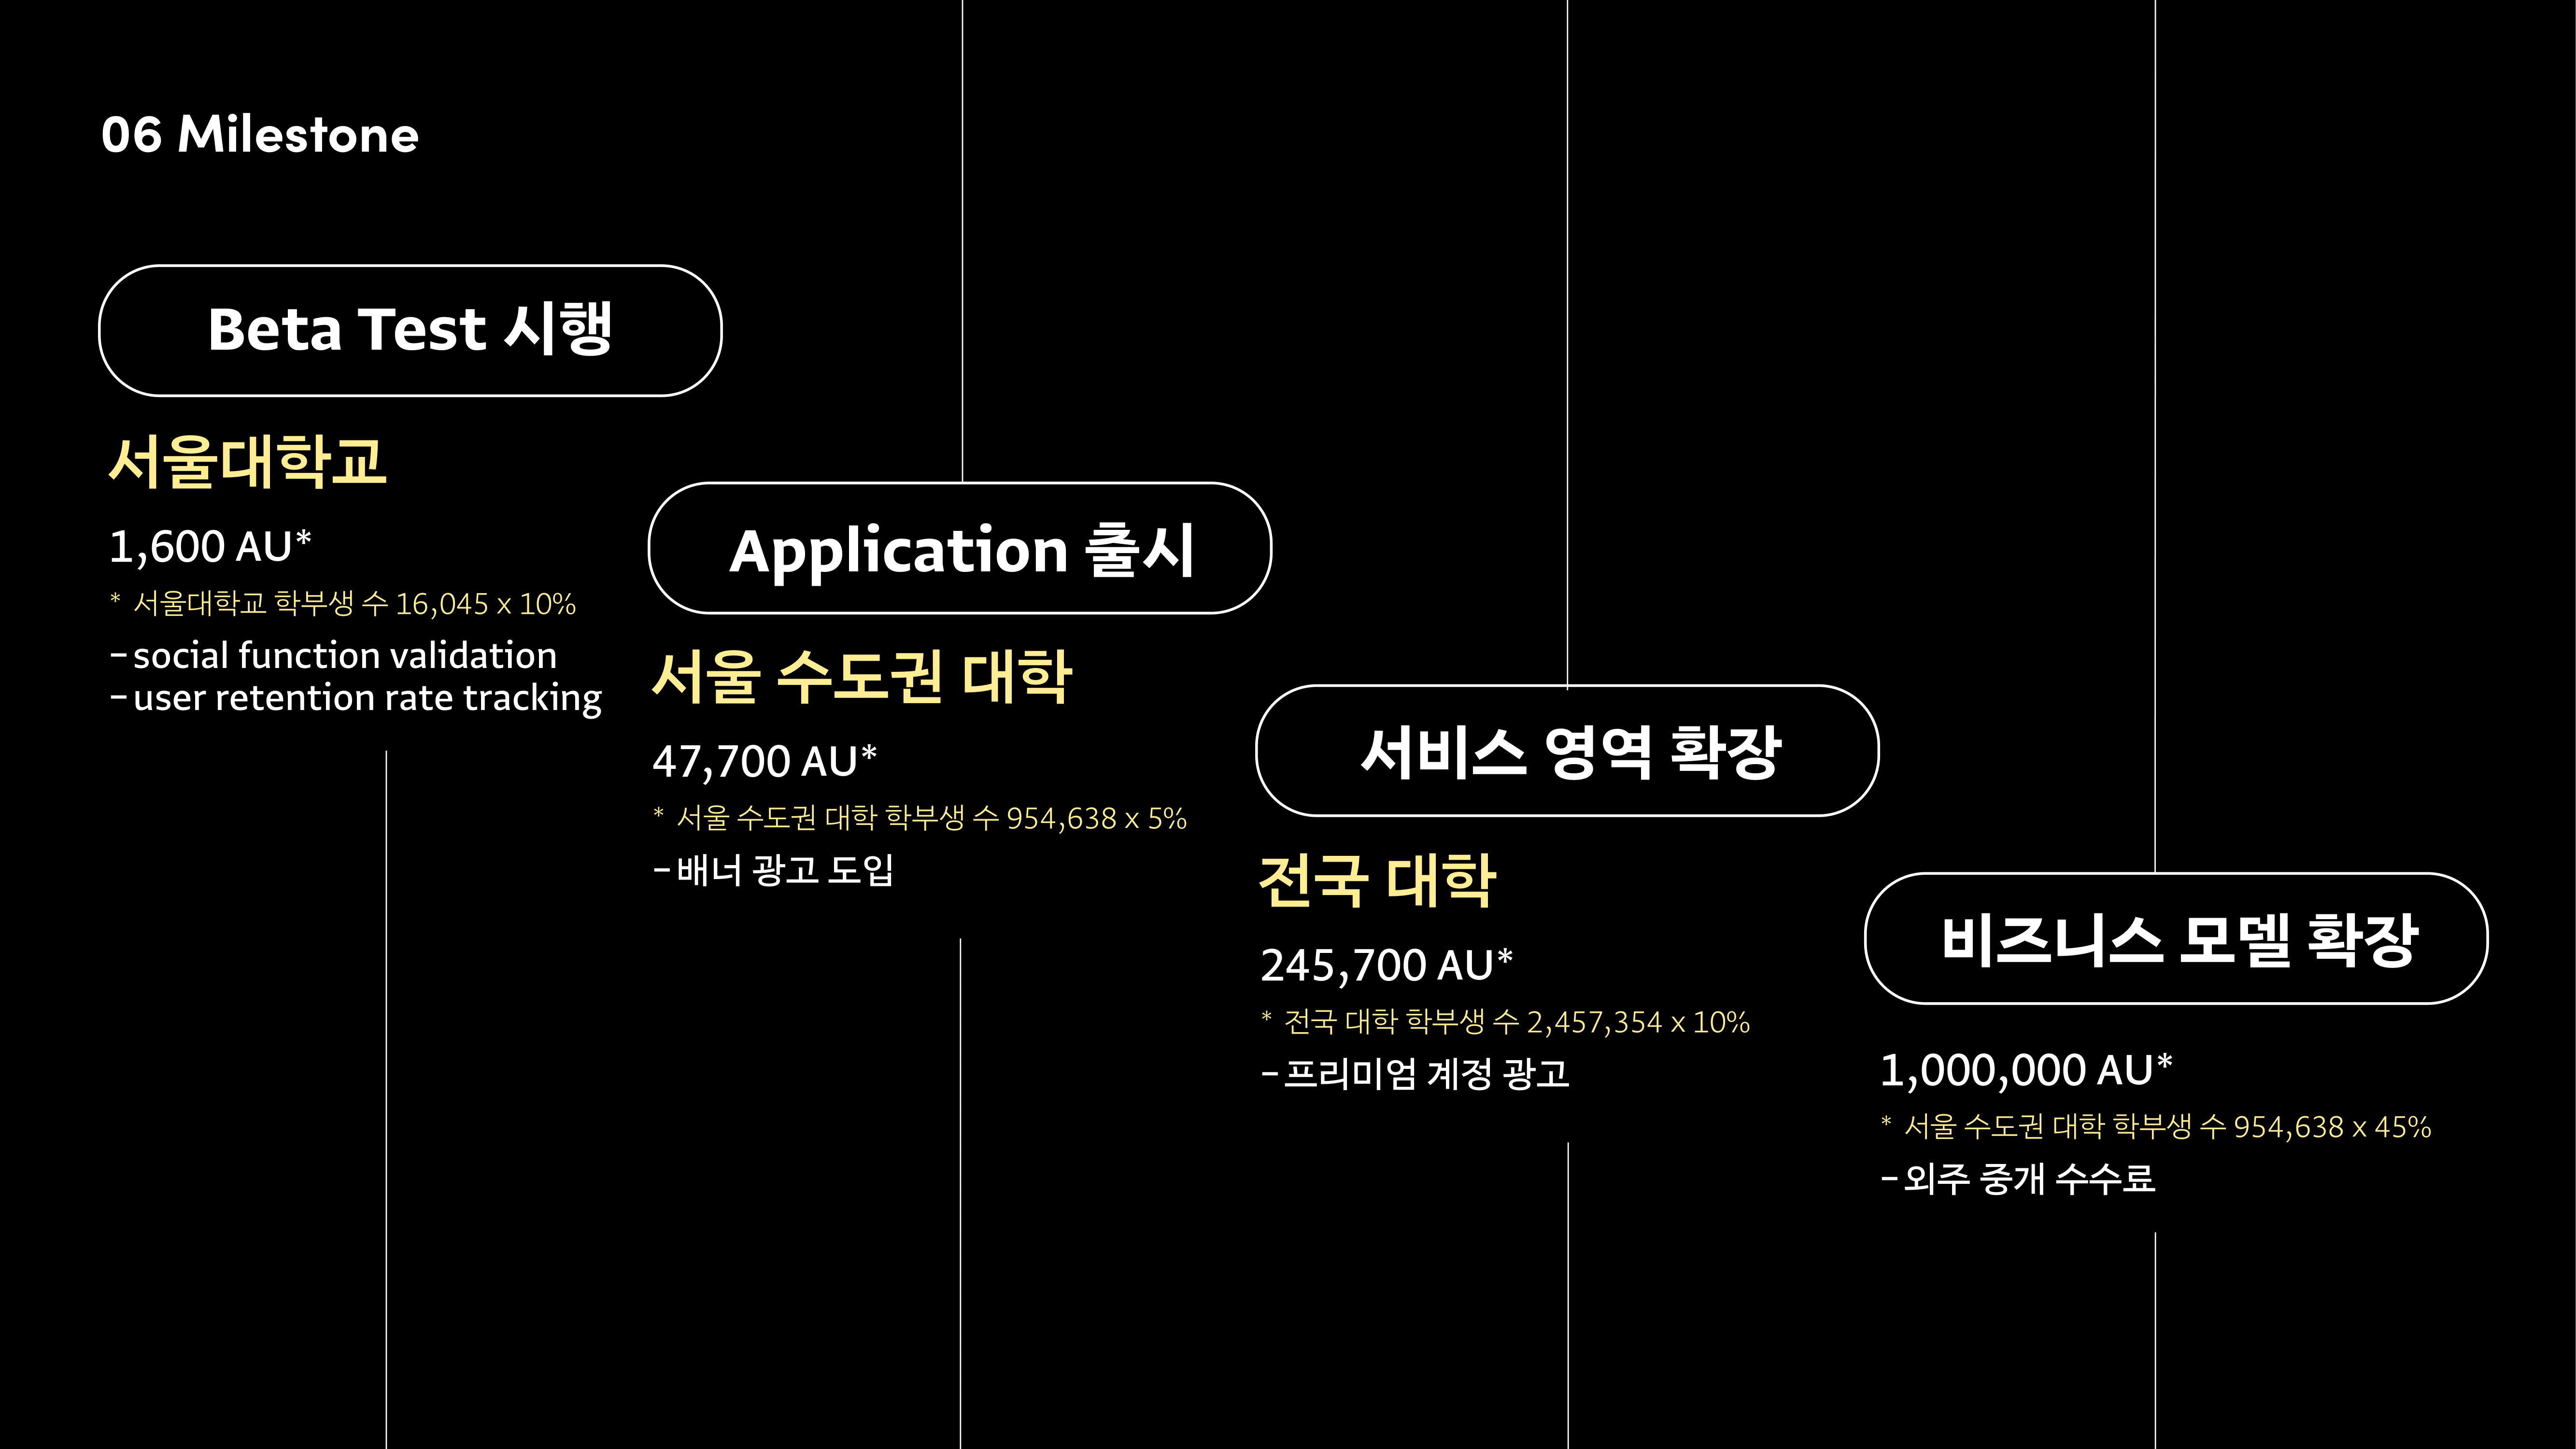 06 Milestone
Beta Test 시행
서울대학교
1,600 AU*
* 서울대학교 학부생 수 16,045 x 10%
-social function validation
-user retention rate tracking
Application 출시
서울 수도권 대학
47,700 AU*
* 서울 수도권 대학 학부생 수 954,638 x 5%
-배너 광고 도입
서비스 영역 확장
전국 대학
245,700 AU*
* 전국 대학 학부생 수 2,457,354 x 10%
-프리미엄 계정 광고
비즈니스 모델 확장
1,000,000 AU*
* 서울 수도권 대학 학부생 수 954,638 x 45%
-외주 중개 수수료